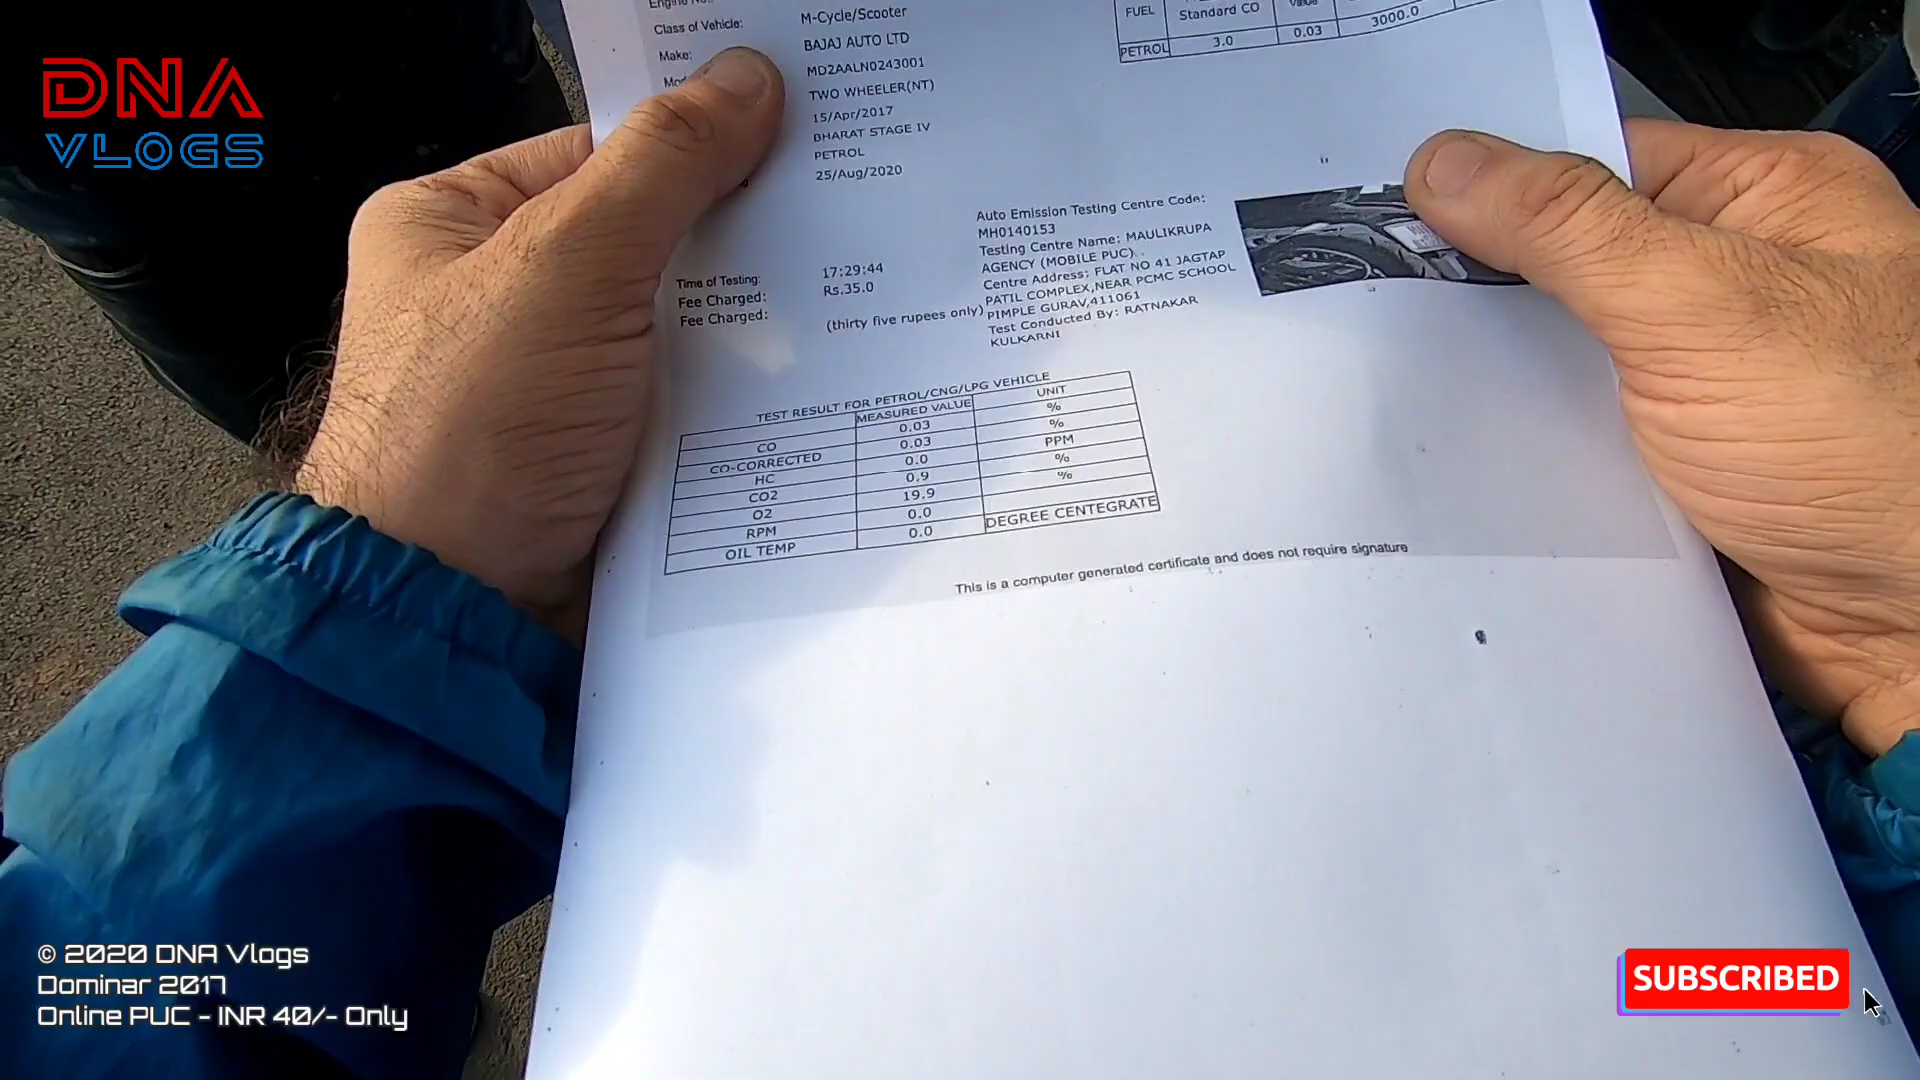 DNA
VLOGS
Engine No.:
Class of Vehicle: M-Cycle/Scooter
Make: BAJAJ AUTO LTD
MD2AALN0243001
TWO WHEELER(NT)
15/Apr/2017
BHARAT STAGE IV
PETROL
25/Aug/2020
FUEL Standard CO Value
PETROL 3.0 0.03 3000.0
Time of Testing: 17:29:44
Fee Charged: Rs.35.0
Fee Charged: (thirty five rupees only)
Auto Emission Testing Centre Code:
MH0140153
Testing Centre Name: MAULIKRUPA
AGENCY (MOBILE PUC)
Centre Address: FLAT NO 41 JAGTAP
PATIL COMPLEX,NEAR PCMC SCHOOL
PIMPLE GURAV,411061
Test Conducted By: RATNAKAR
KULKARNI
TEST RESULT FOR PETROL/CNG/LPG VEHICLE
MEASURED VALUE UNIT
CO 0.03 %
CO-CORRECTED 0.03 %
HC 0.0 PPM
CO2 0.9 %
O2 19.9 %
RPM 0.0
OIL TEMP 0.0 DEGREE CENTEGRATE
This is a computer generated certificate and does not require signature
© 2020 DNA Vlogs
Dominar 2017
Online PUC - INR 40/- Only
SUBSCRIBED